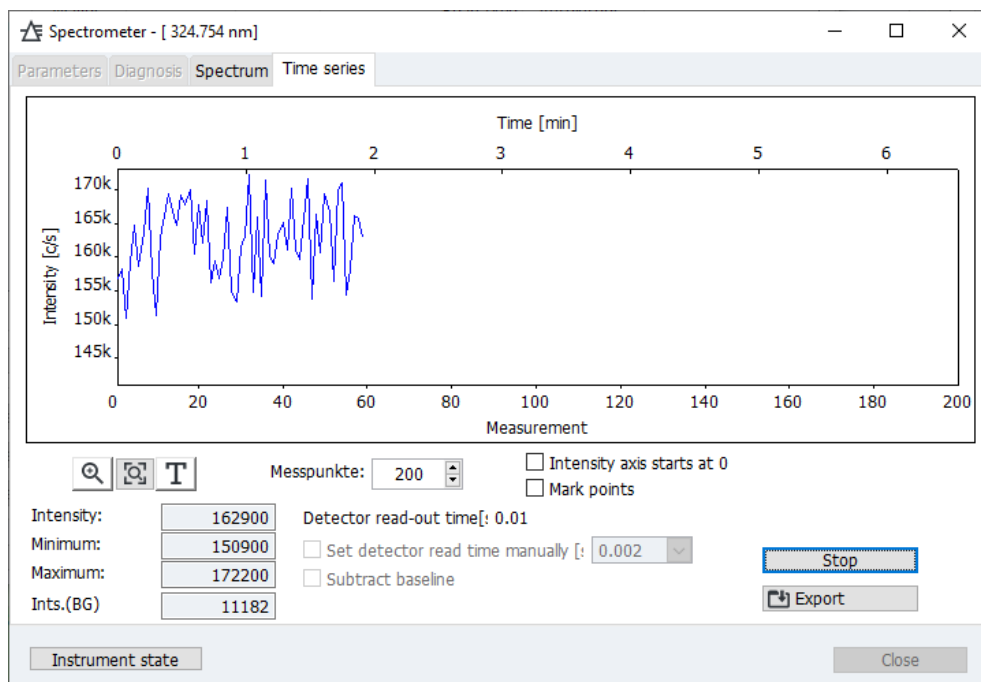 Spectrometer - [ 324.754 nm]
Parameters Diagnosis Spectrum Time series
Time [min]
0 1 2 3 4 5 6
Intensity [c/s]
170k
165k
160k
155k
150k
145k
0 20 40 60 80 100 120 140 160 180 200
Measurement
T Messpunkte: 200
Intensity axis starts at 0
Mark points
Intensity: 162900
Detector read-out time[s 0.01
Minimum: 150900
Set detector read time manually [s 0.002
Maximum: 172200
Subtract baseline
Stop
Ints.(BG) 11182
Export
Instrument state
Close